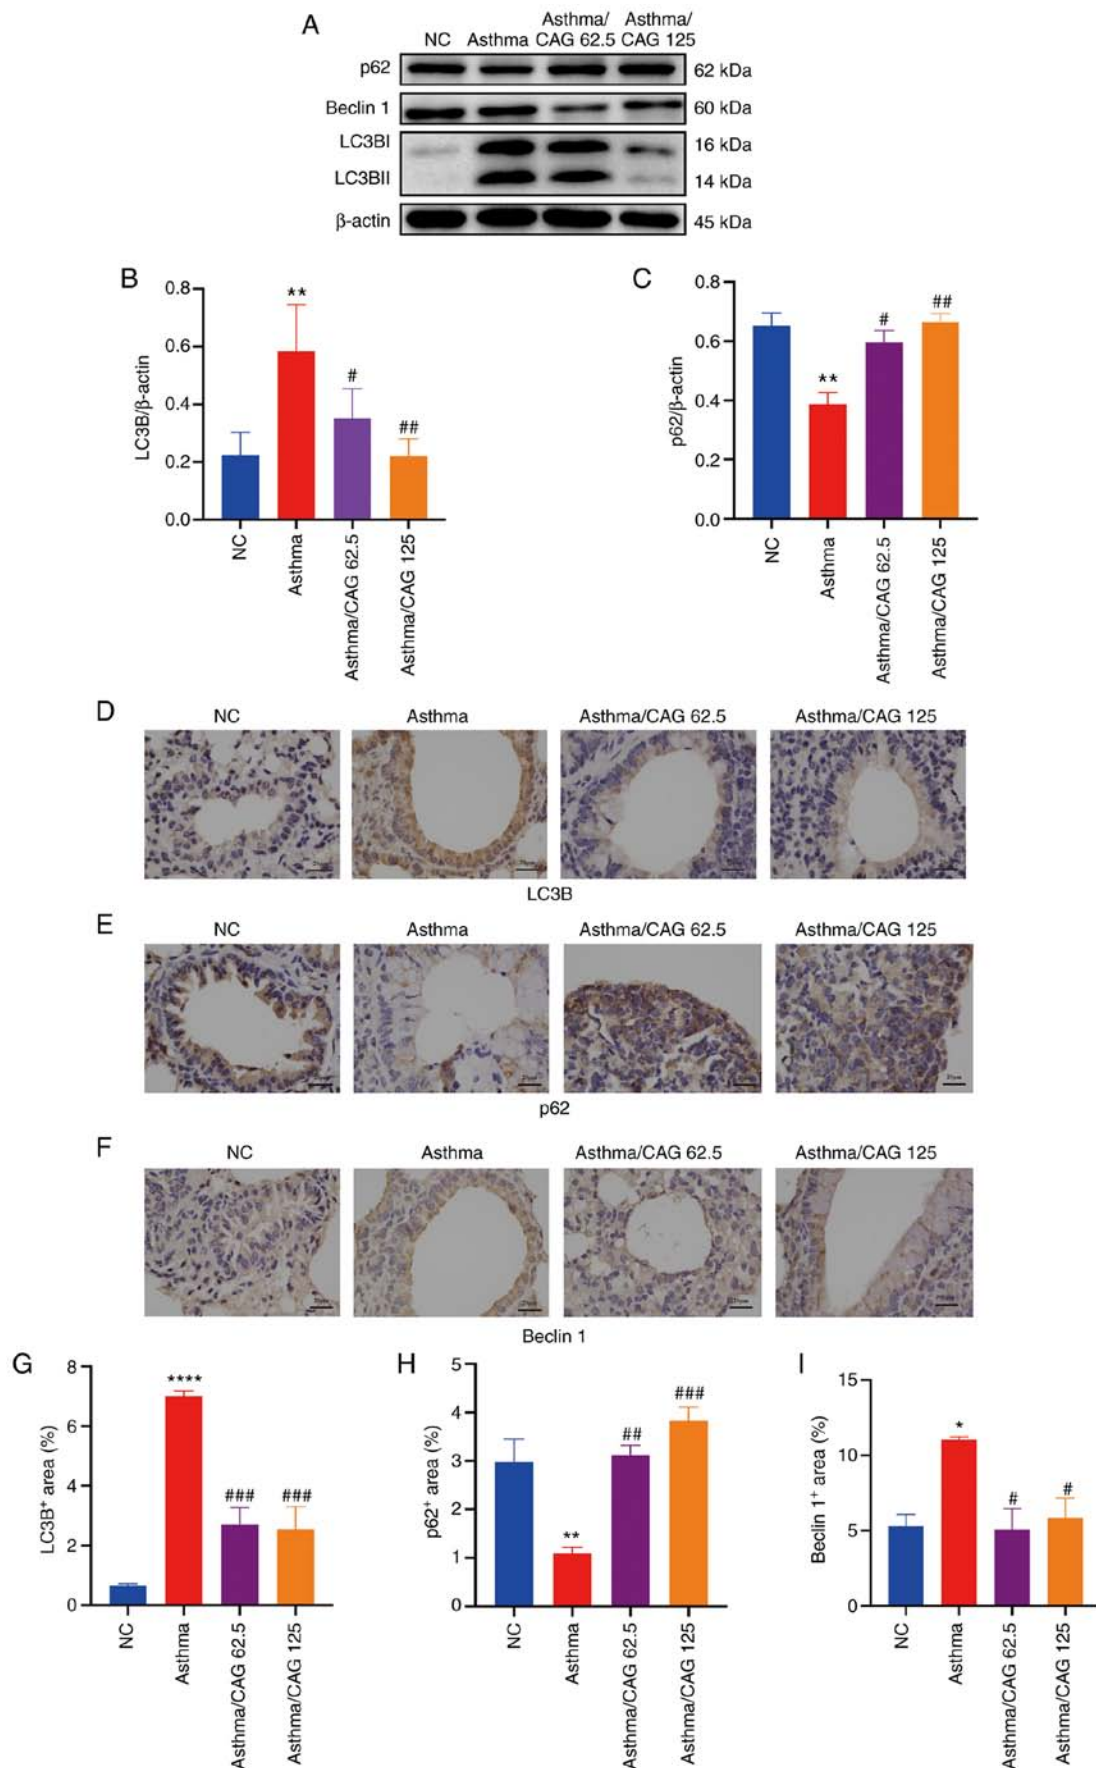 A
NC Asthma Asthma/ CAG 62.5 Asthma/ CAG 125
p62 62 kDa
Beclin 1 60 kDa
LC3BI 16 kDa
LC3BII 14 kDa
β-actin 45 kDa
B
LC3B/β-actin
0.8
**
0.6
#
0.4
##
0.2
0.0
NC
Asthma
Asthma/CAG 62.5
Asthma/CAG 125
C
p62/β-actin
0.8
##
#
0.6
**
0.4
0.2
0.0
NC
Asthma
Asthma/CAG 62.5
Asthma/CAG 125
D
NC Asthma Asthma/CAG 62.5 Asthma/CAG 125
LC3B
E
NC Asthma Asthma/CAG 62.5 Asthma/CAG 125
p62
F
NC Asthma Asthma/CAG 62.5 Asthma/CAG 125
Beclin 1
G
LC3B⁺ area (%)
8
****
6
4
### ###
2
0
NC
Asthma
Asthma/CAG 62.5
Asthma/CAG 125
H
p62⁺ area (%)
5
###
4
##
3
2
**
1
0
NC
Asthma
Asthma/CAG 62.5
Asthma/CAG 125
I
Beclin 1⁺ area (%)
15
*
10
# #
5
0
NC
Asthma
Asthma/CAG 62.5
Asthma/CAG 125